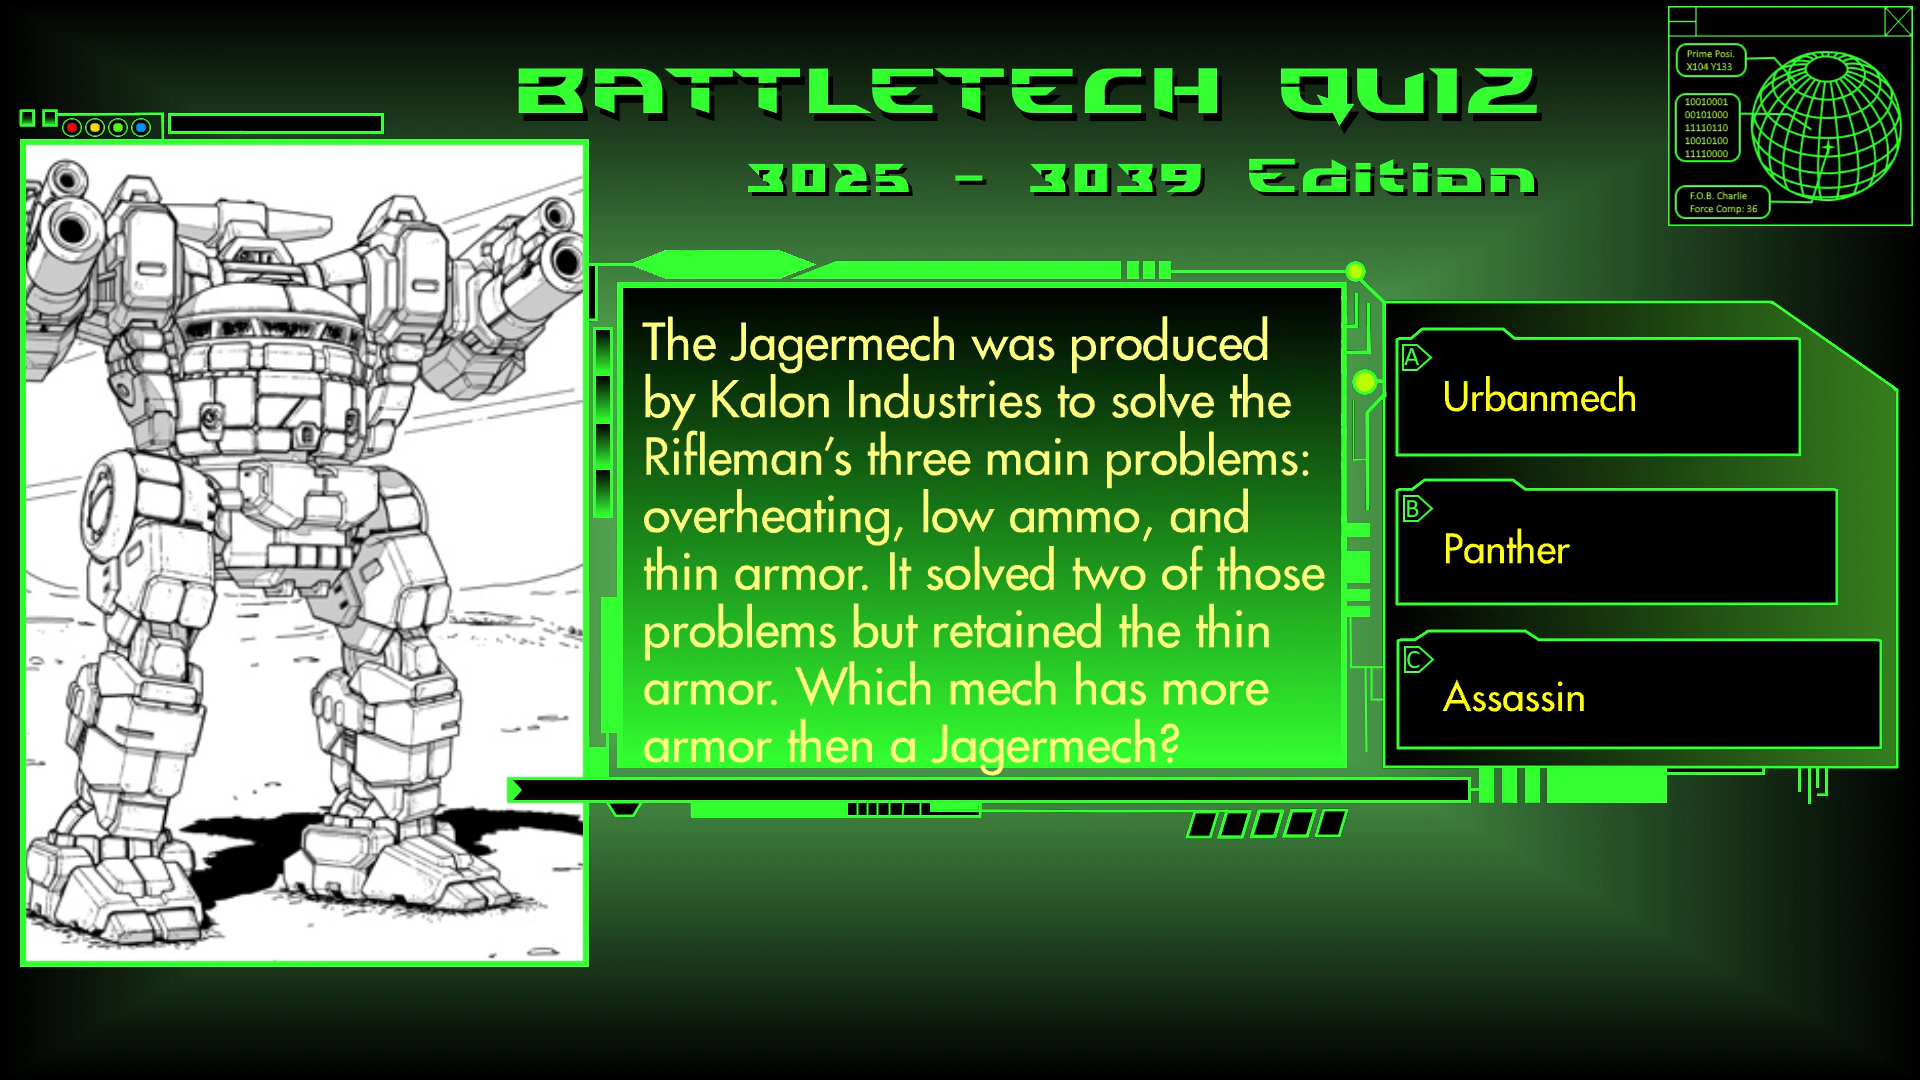 BATTLETECH QUIZ
3025 - 3039 Edition
Prime Posi.
X104 Y133
10010001
00101000
11110110
10010100
11110000
F.O.B. Charlie
Force Comp: 36
The Jagermech was produced
by Kalon Industries to solve the
Rifleman's three main problems:
overheating, low ammo, and
thin armor. It solved two of those
problems but retained the thin
armor. Which mech has more
armor then a Jagermech?
A
Urbanmech
B
Panther
C
Assassin